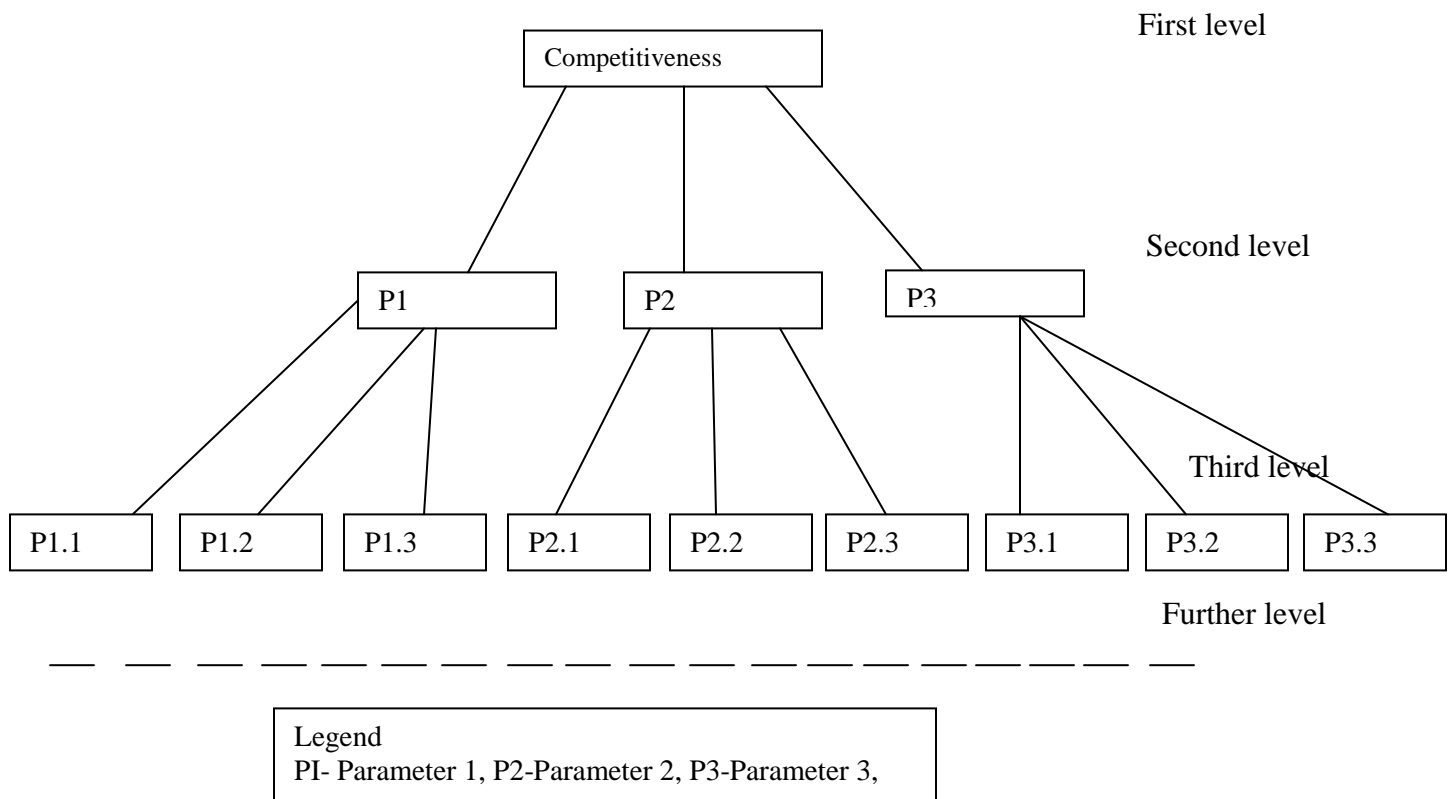 First level
Competitiveness
Second level
P1
P2
P3
Third level
P1.1
P1.2
P1.3
P2.1
P2.2
P2.3
P3.1
P3.2
P3.3
Further level
Legend
PI- Parameter 1, P2-Parameter 2, P3-Parameter 3,